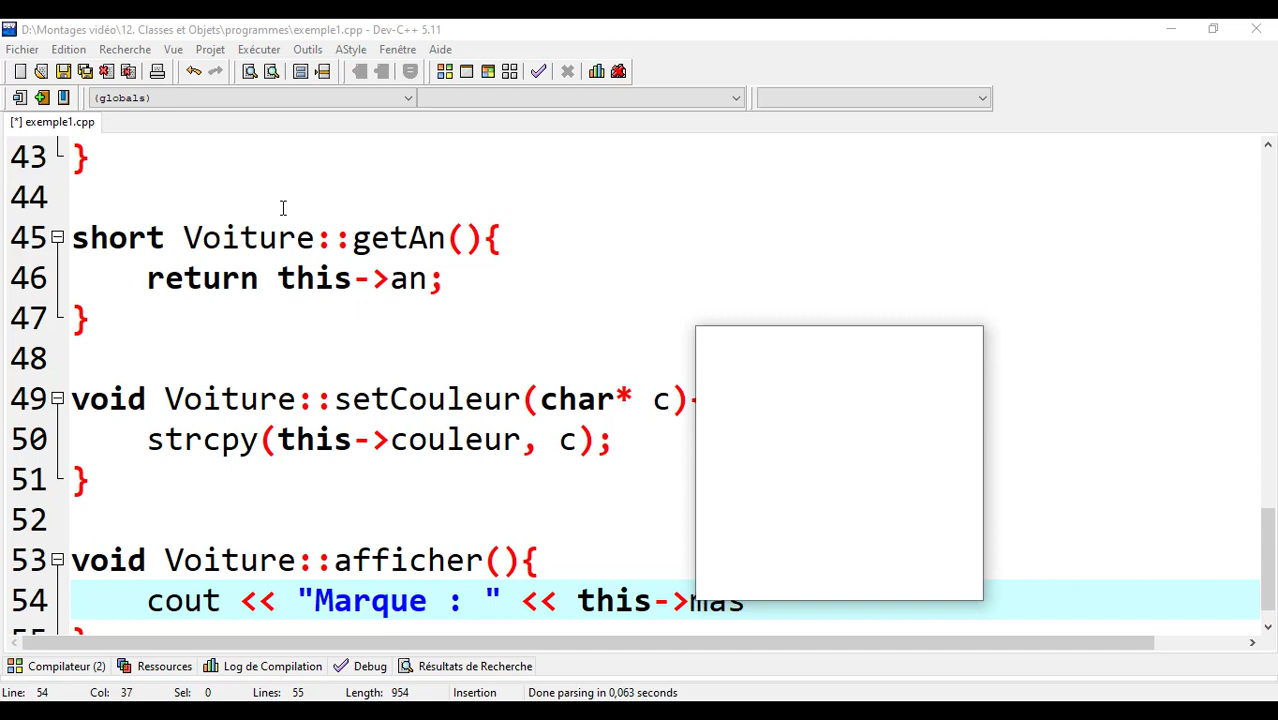 D:\Montages vidéo\12. Classes et Objets\programmes\exemple1.cpp - Dev-C++ 5.11
Fichier Edition Recherche Vue Projet Exécuter Outils AStyle Fenêtre Aide
(globals)
[*] exemple1.cpp
43 }
44
45 short Voiture::getAn(){
46 return this->an;
47 }
48
49 void Voiture::setCouleur(char* c)
50 strcpy(this->couleur, c);
51 }
52
53 void Voiture::afficher(){
54 cout << "Marque : " << this->mas
55 }
Compilateur (2) Ressources Log de Compilation Debug Résultats de Recherche
Line: 54 Col: 37 Sel: 0 Lines: 55 Length: 954 Insertion Done parsing in 0,063 seconds